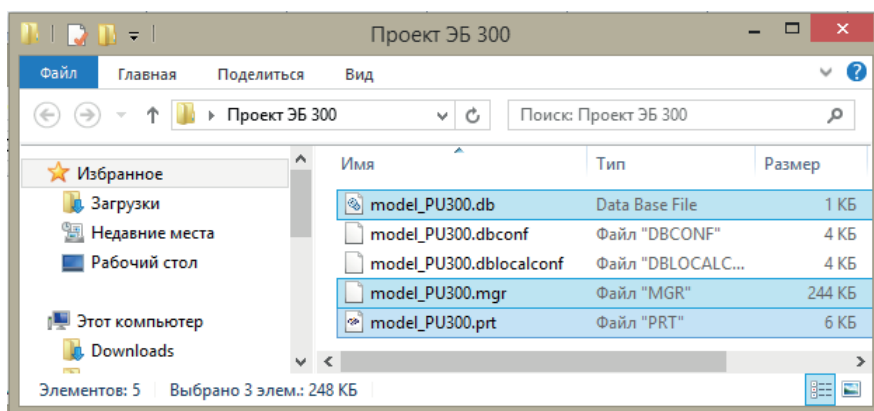 Проект ЭБ 300
Файл Главная Поделиться Вид
Проект ЭБ 300 Поиск: Проект ЭБ 300
Избранное
Загрузки
Недавние места
Рабочий стол
Этот компьютер
Downloads
Имя Тип Размер
model_PU300.db Data Base File 1 КБ
model_PU300.dbconf Файл "DBCONF" 4 КБ
model_PU300.dblocalconf Файл "DBLOCALC... 4 КБ
model_PU300.mgr Файл "MGR" 244 КБ
model_PU300.prt Файл "PRT" 6 КБ
Элементов: 5 Выбрано 3 элем.: 248 КБ